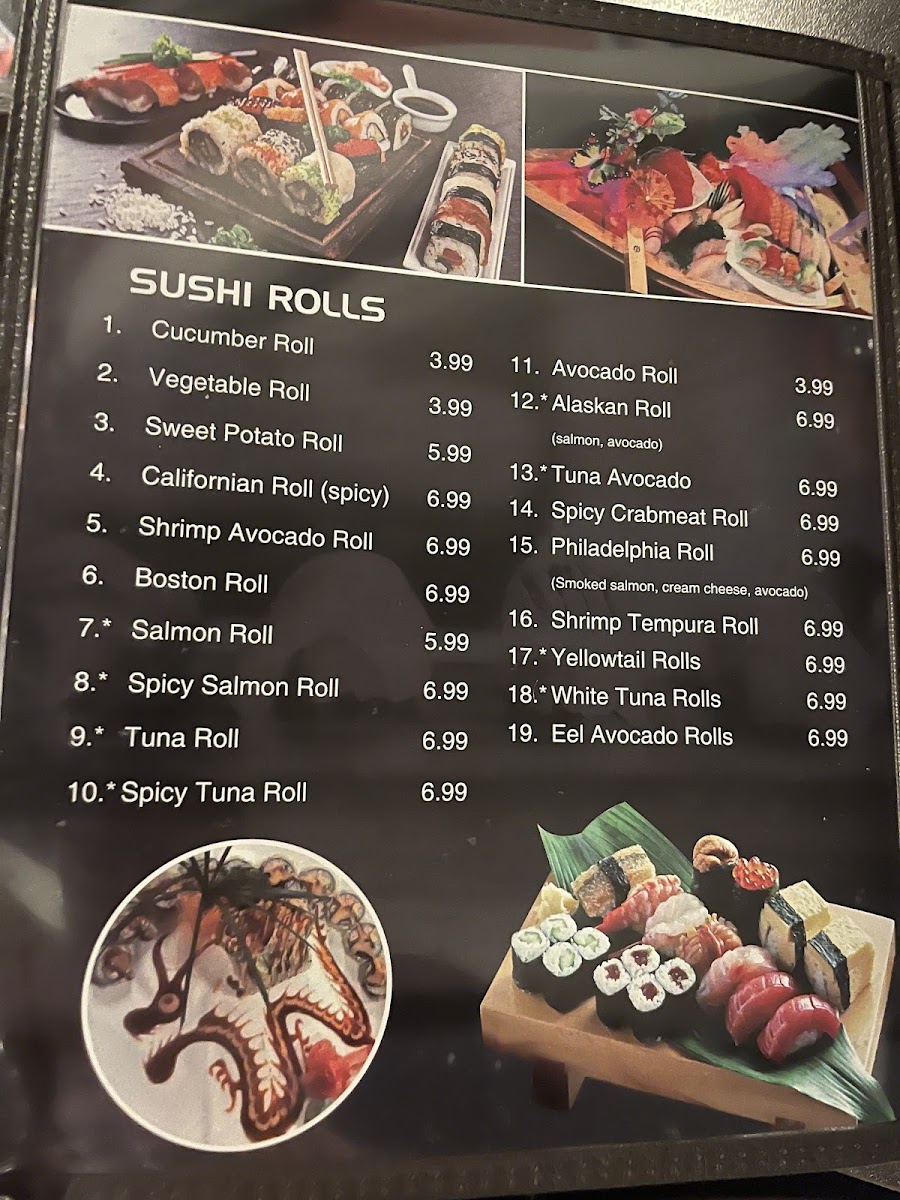 SUSHI ROLLS
1. Cucumber Roll 3.99
2. Vegetable Roll 3.99
3. Sweet Potato Roll 5.99
4. Californian Roll (spicy) 6.99
5. Shrimp Avocado Roll 6.99
6. Boston Roll 6.99
7.* Salmon Roll 5.99
8.* Spicy Salmon Roll 6.99
9.* Tuna Roll 6.99
10.* Spicy Tuna Roll 6.99
11. Avocado Roll 3.99
12.* Alaskan Roll 6.99
(salmon, avocado)
13.* Tuna Avocado 6.99
14. Spicy Crabmeat Roll 6.99
15. Philadelphia Roll 6.99
(Smoked salmon, cream cheese, avocado)
16. Shrimp Tempura Roll 6.99
17.* Yellowtail Rolls 6.99
18.* White Tuna Rolls 6.99
19. Eel Avocado Rolls 6.99